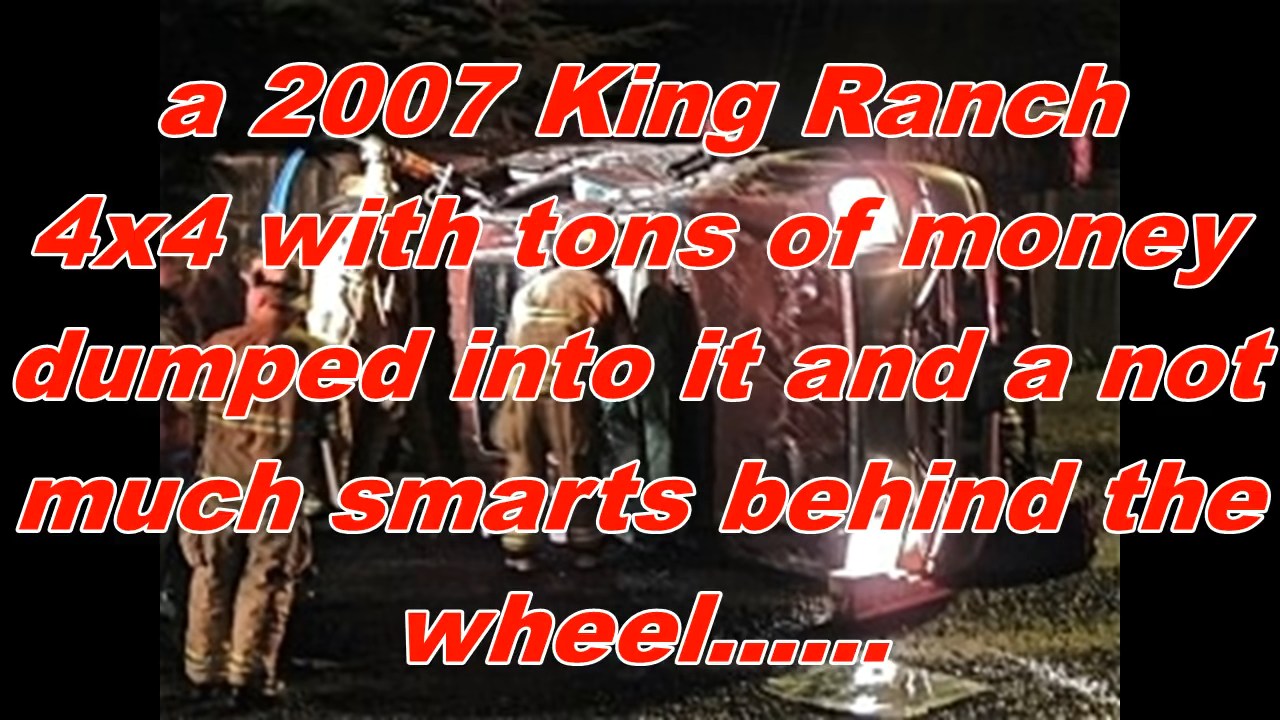 a 2007 King Ranch
4x4 with tons of money
dumped into it and a not
much smarts behind the
wheel......